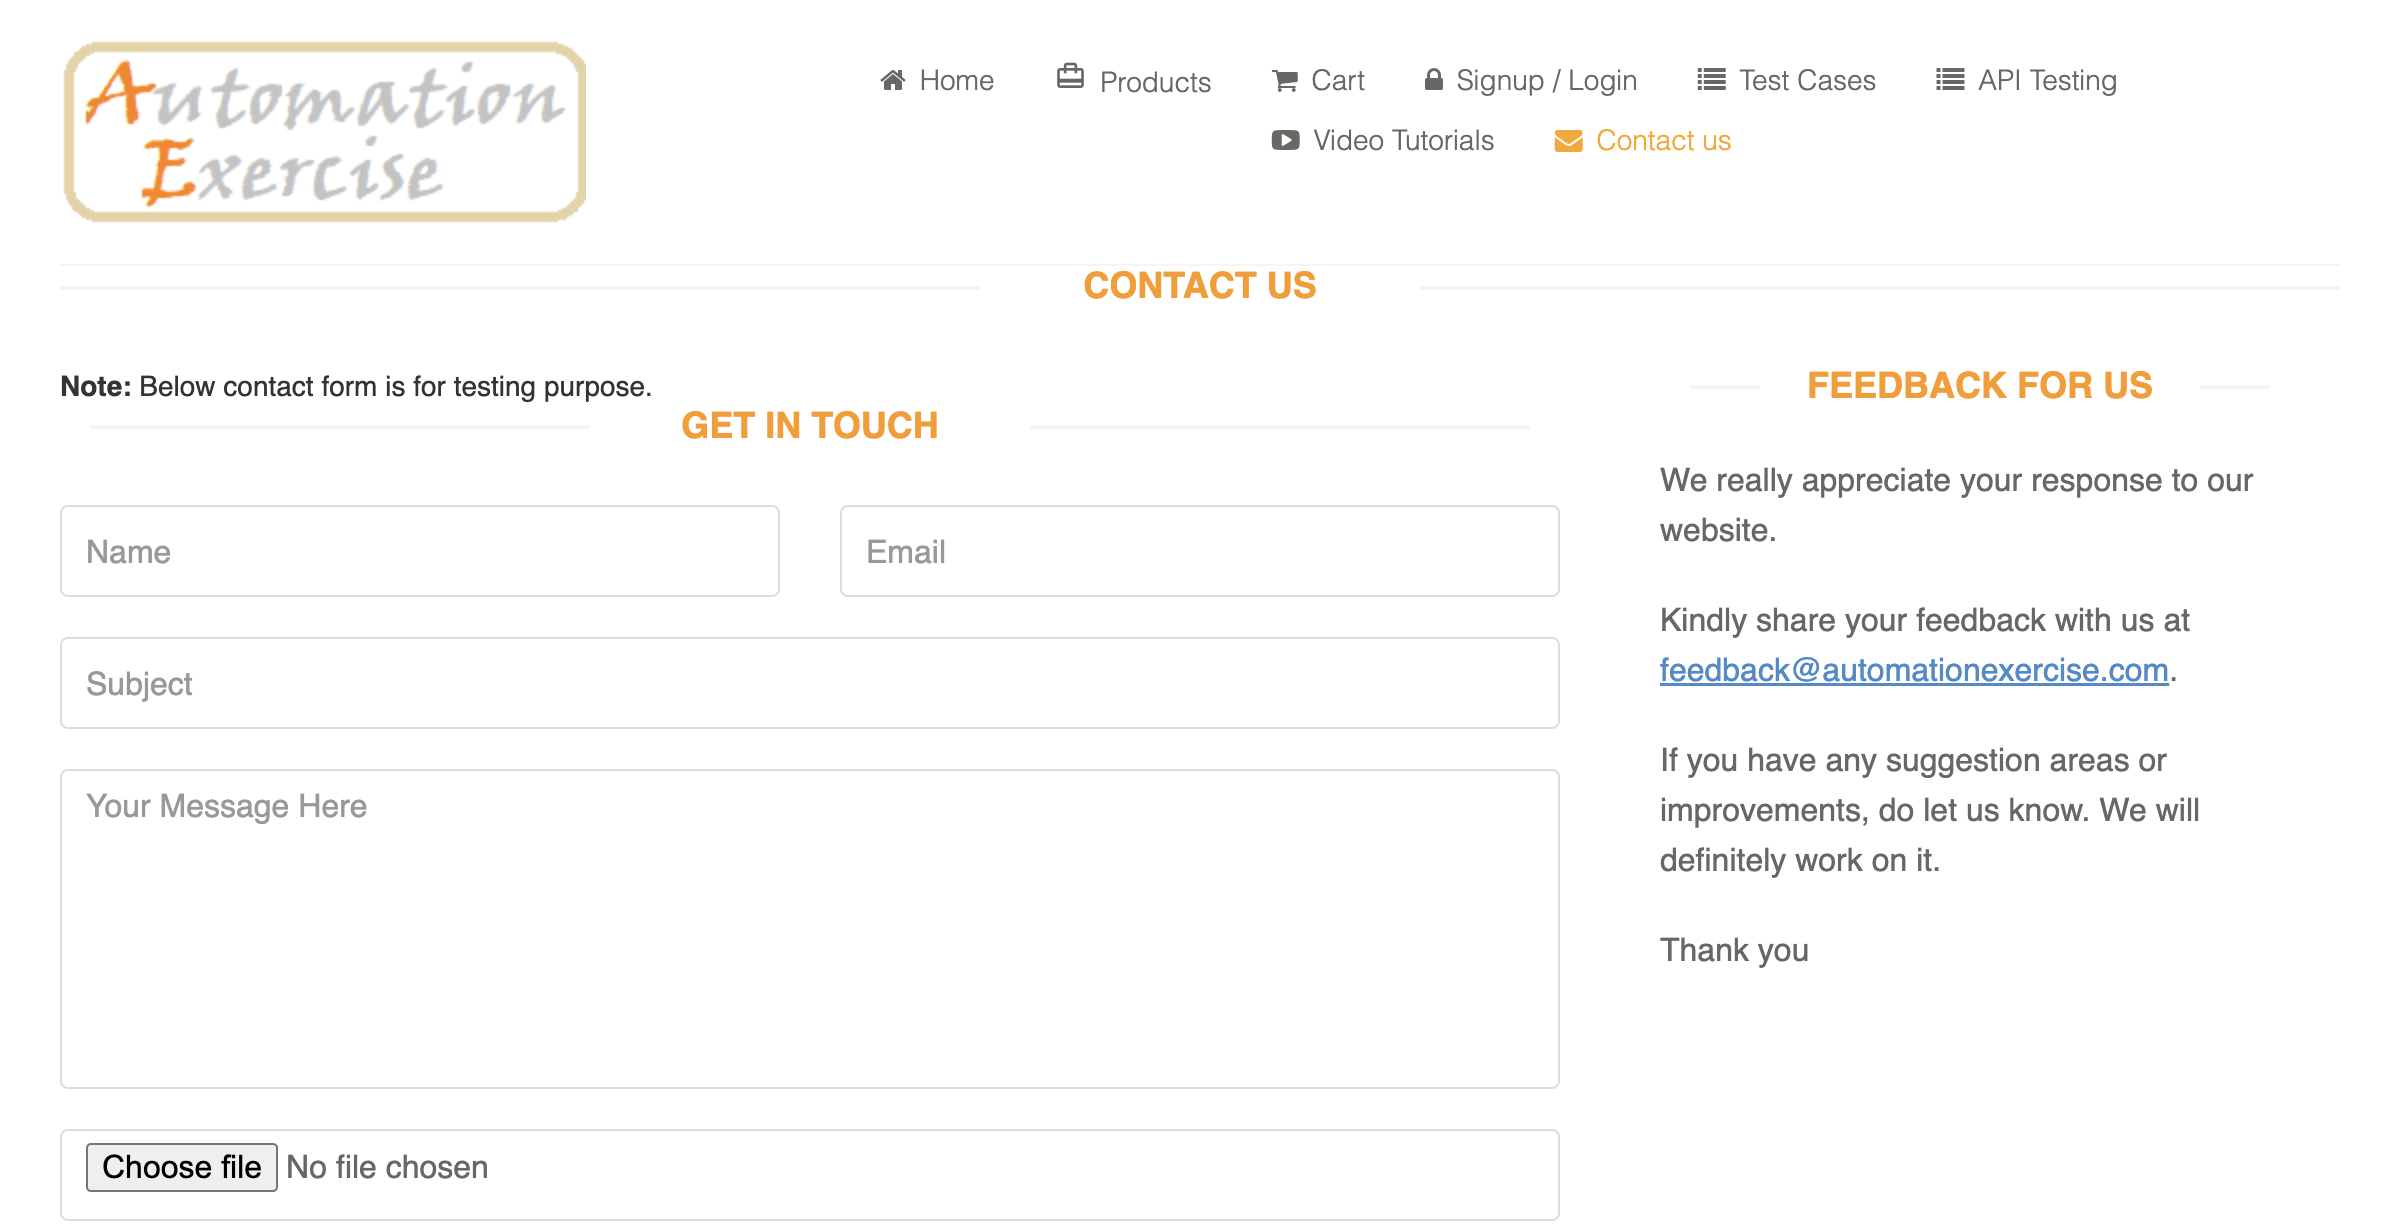 Automation
Exercise
Home Products Cart Signup / Login Test Cases API Testing
Video Tutorials Contact us
CONTACT US
Note: Below contact form is for testing purpose.
GET IN TOUCH
Name
Email
Subject
Your Message Here
Choose file No file chosen
FEEDBACK FOR US
We really appreciate your response to our
website.
Kindly share your feedback with us at
feedback@automationexercise.com.
If you have any suggestion areas or
improvements, do let us know. We will
definitely work on it.
Thank you